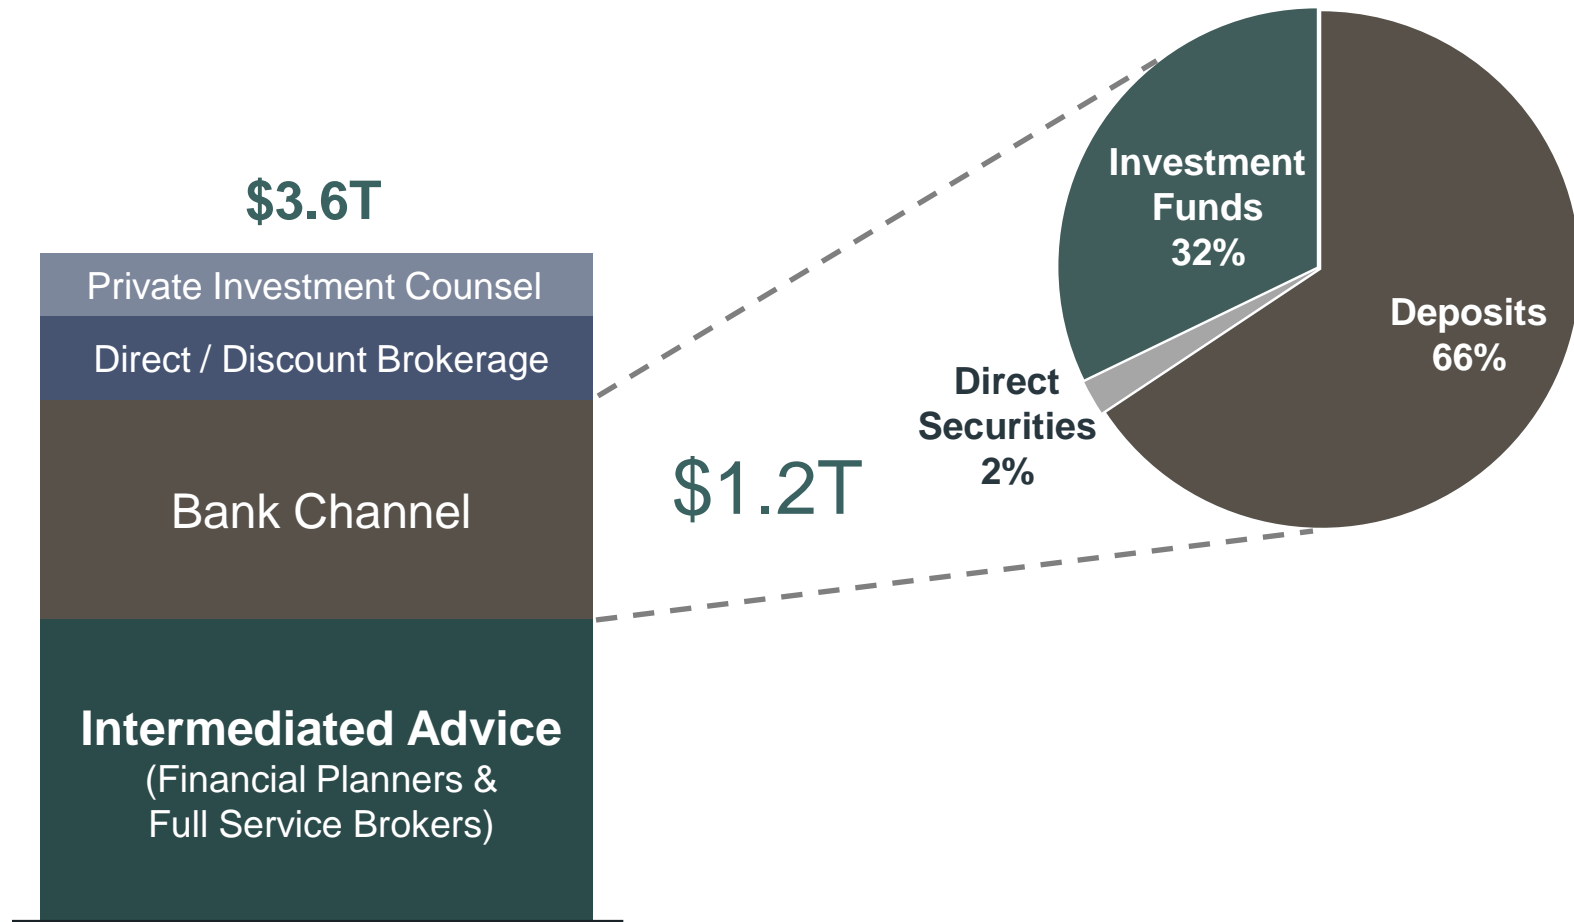 $3.6T
Private Investment Counsel
Direct / Discount Brokerage
Bank Channel
Intermediated Advice
(Financial Planners &
Full Service Brokers)
$1.2T
Investment
Funds
32%
Deposits
66%
Direct
Securities
2%